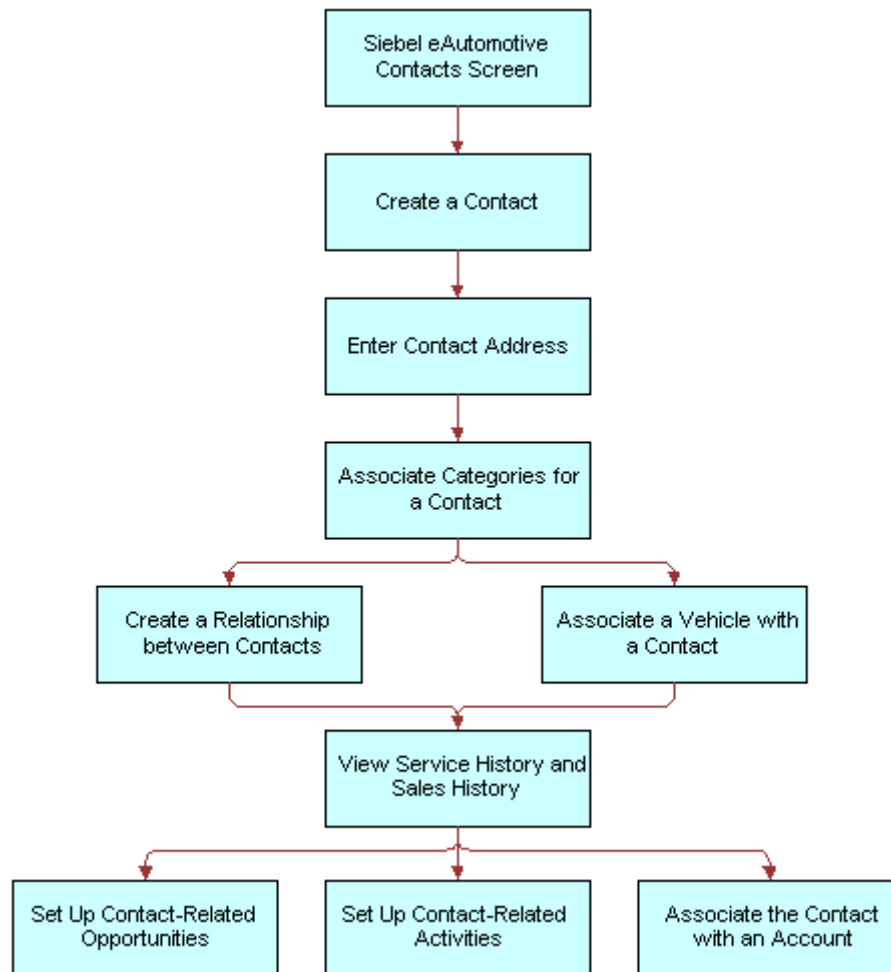 Siebel eAutomotive
Contacts Screen
Create a Contact
Enter Contact Address
Associate Categories for
a Contact
Create a Relationship
between Contacts
Associate a Vehicle with
a Contact
View Service History and
Sales History
Set Up Contact-Related
Opportunities
Set Up Contact-Related
Activities
Associate the Contact
with an Account